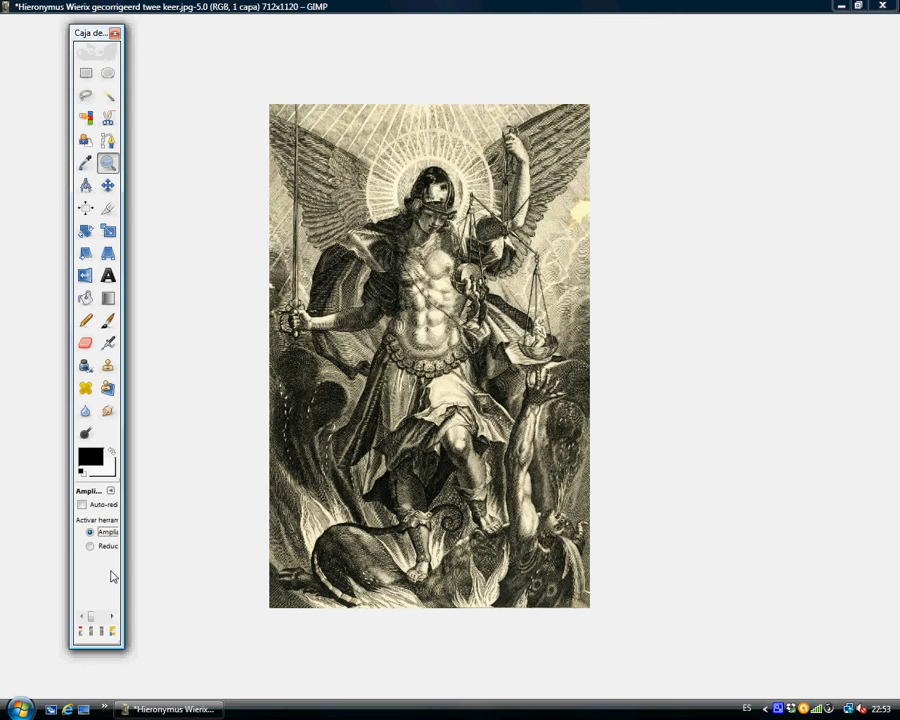 *Hieronymus Wierix gecorrigeerd twee keer.jpg-5.0 (RGB, 1 capa) 712x1120 – GIMP
Caja de...
Ampli...
Auto-red
Activar herram
Amplia
Reduc
*Hieronymus Wierix...
ES
22:53